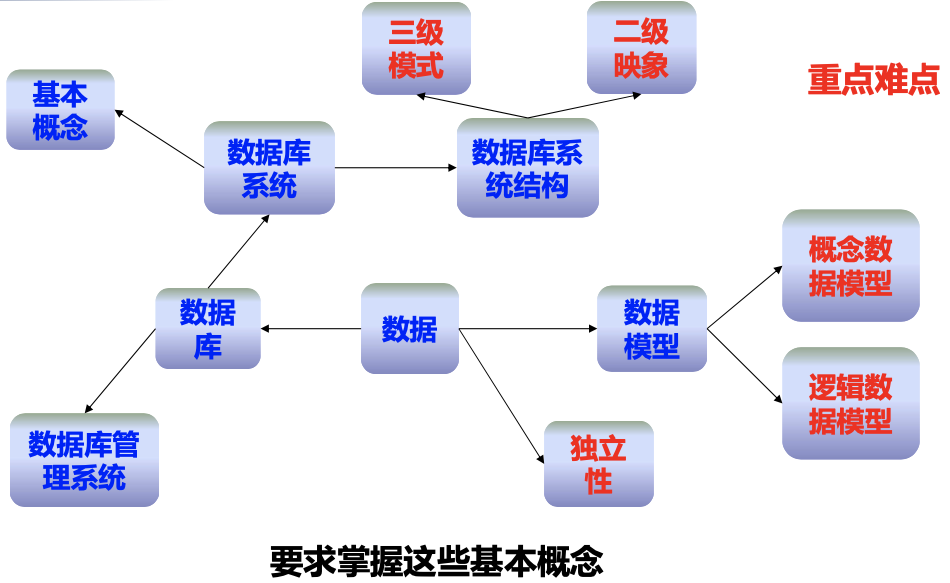 三级
模式
二级
映象
重点难点
基本
概念
数据库
系统
数据库系
统结构
概念数
据模型
数据
库
数据
数据
模型
逻辑数
据模型
数据库管
理系统
独立
性
要求掌握这些基本概念